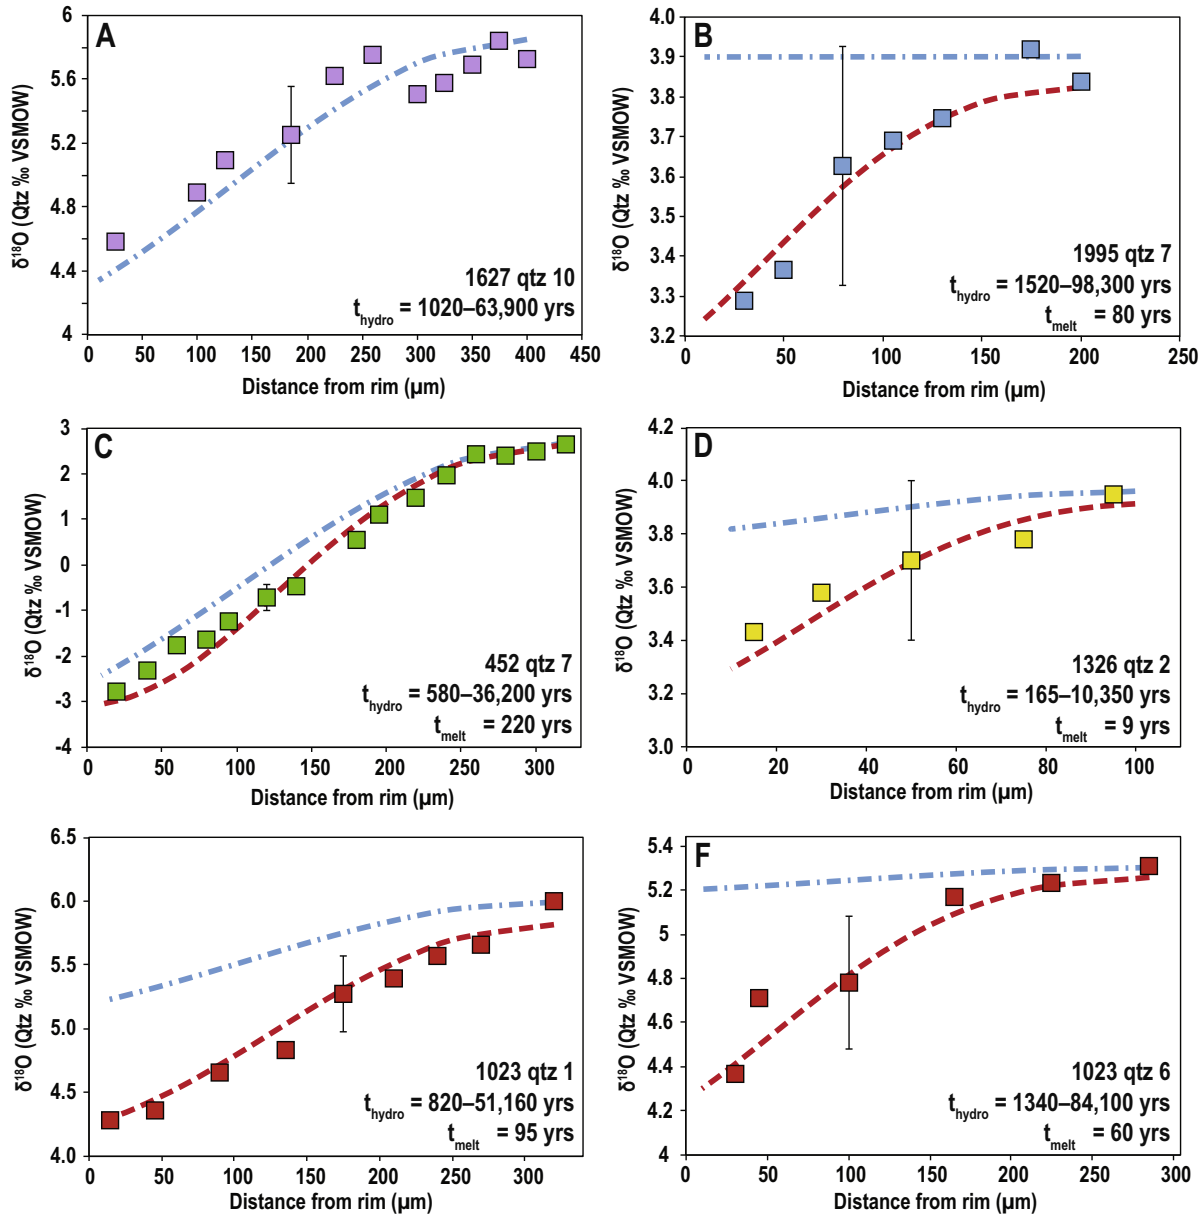 A
6
5.6
5.2
4.8
4.4
4
δ¹⁸O (Qtz ‰ VSMOW)
1627 qtz 10
t_hydro = 1020–63,900 yrs
0 50 100 150 200 250 300 350 400 450
Distance from rim (µm)
B
4.0
3.9
3.8
3.7
3.6
3.5
3.4
3.3
3.2
δ¹⁸O (Qtz ‰ VSMOW)
1995 qtz 7
t_hydro = 1520–98,300 yrs
t_melt = 80 yrs
0 50 100 150 200 250
Distance from rim (µm)
C
3
2
1
0
-1
-2
-3
-4
δ¹⁸O (Qtz ‰ VSMOW)
452 qtz 7
t_hydro = 580–36,200 yrs
t_melt = 220 yrs
0 50 100 150 200 250 300
Distance from rim (µm)
D
4.2
4.0
3.8
3.6
3.4
3.2
3.0
δ¹⁸O (Qtz ‰ VSMOW)
1326 qtz 2
t_hydro = 165–10,350 yrs
t_melt = 9 yrs
0 20 40 60 80 100
Distance from rim (µm)
6.5
6.0
5.5
5.0
4.5
4.0
δ¹⁸O (Qtz ‰ VSMOW)
1023 qtz 1
t_hydro = 820–51,160 yrs
t_melt = 95 yrs
0 50 100 150 200 250 300
Distance from rim (µm)
F
5.4
5.2
5
4.8
4.6
4.4
4.2
4
δ¹⁸O (Qtz ‰ VSMOW)
1023 qtz 6
t_hydro = 1340–84,100 yrs
t_melt = 60 yrs
0 50 100 150 200 250 300
Distance from rim (µm)